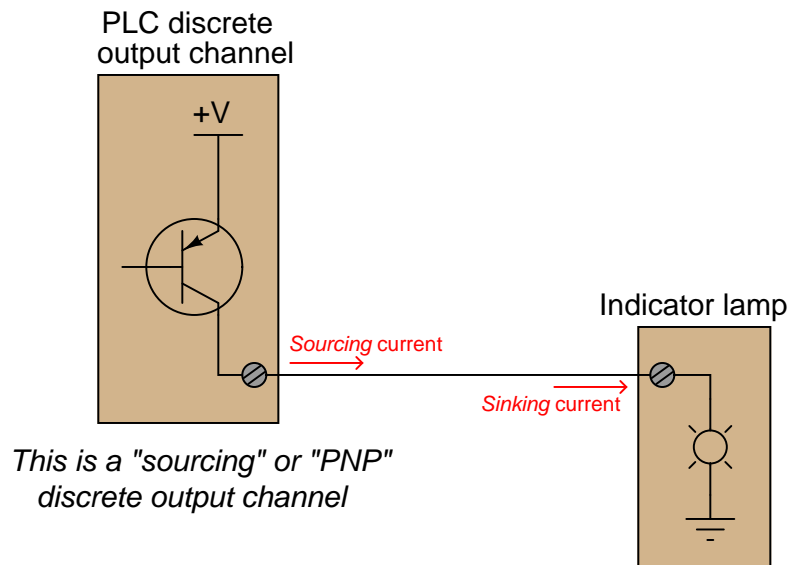 PLC discrete
output channel
+V
Indicator lamp
Sourcing current
Sinking current
This is a "sourcing" or "PNP"
discrete output channel